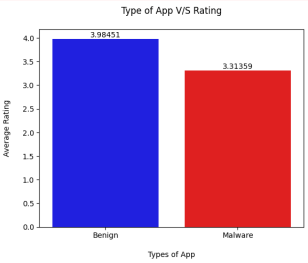 Type of App V/S Rating
3.98451
3.31359
4.0
3.5
3.0
2.5
2.0
1.5
1.0
0.5
0.0
Average Rating
Benign
Malware
Types of App